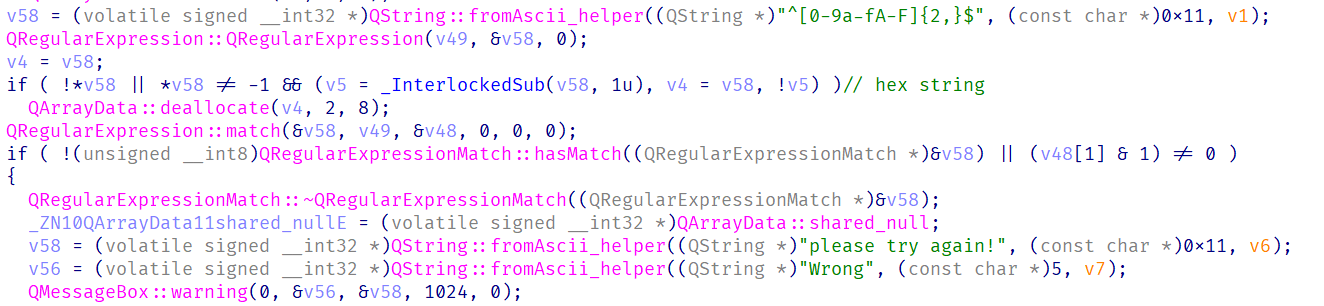 v58 = (volatile signed __int32 *)QString::fromAscii_helper((QString *)"^[0-9a-fA-F]{2,}$", (const char *)0x11, v1);
QRegularExpression::QRegularExpression(v49, &v58, 0);
v4 = v58;
if ( !*v58 || *v58 != -1 && (v5 = _InterlockedSub(v58, 1u), v4 = v58, !v5) )// hex string
QArrayData::deallocate(v4, 2, 8);
QRegularExpression::match(&v58, v49, &v48, 0, 0, 0);
if ( !(unsigned __int8)QRegularExpressionMatch::hasMatch((QRegularExpressionMatch *)&v58) || (v48[1] & 1) != 0 )
{
QRegularExpressionMatch::~QRegularExpressionMatch((QRegularExpressionMatch *)&v58);
_ZN10QArrayData11shared_nullE = (volatile signed __int32 *)QArrayData::shared_null;
v58 = (volatile signed __int32 *)QString::fromAscii_helper((QString *)"please try again!", (const char *)0x11, v6);
v56 = (volatile signed __int32 *)QString::fromAscii_helper((QString *)"Wrong", (const char *)5, v7);
QMessageBox::warning(0, &v56, &v58, 1024, 0);